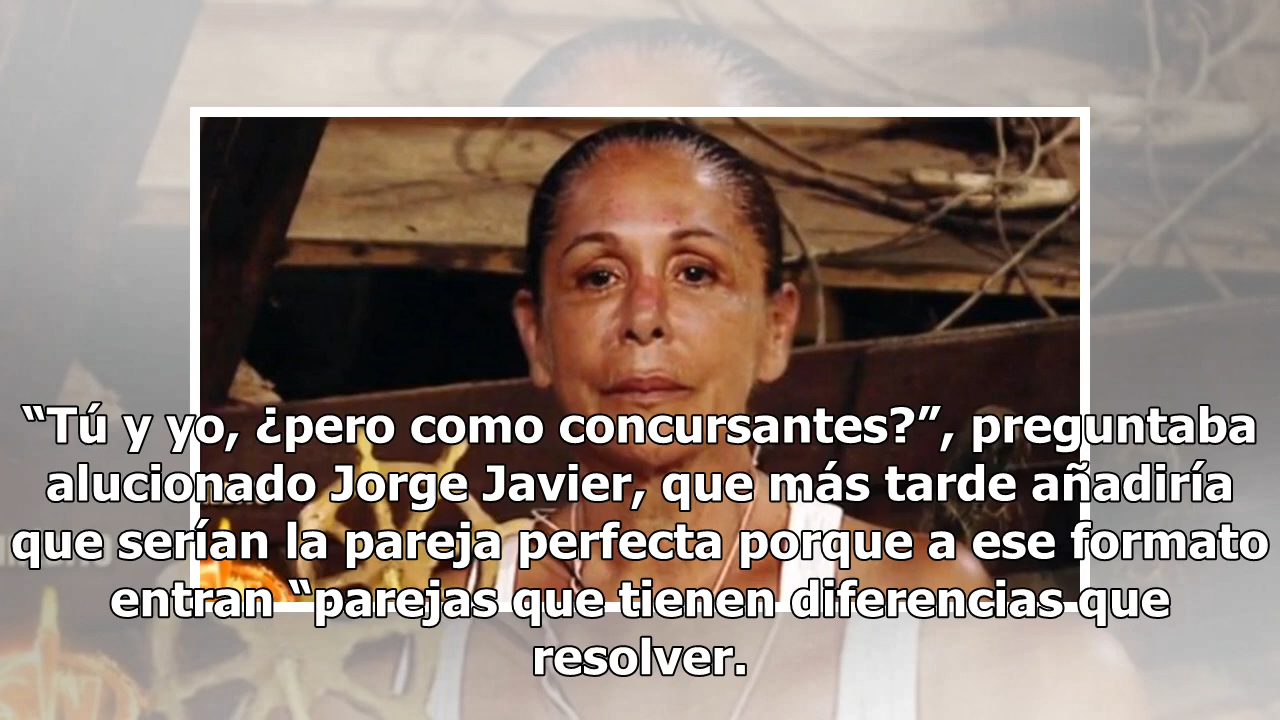 “Tú y yo, ¿pero como concursantes?”, preguntaba
alucionado Jorge Javier, que más tarde añadiría
que serían la pareja perfecta porque a ese formato
entran “parejas que tienen diferencias que
resolver.